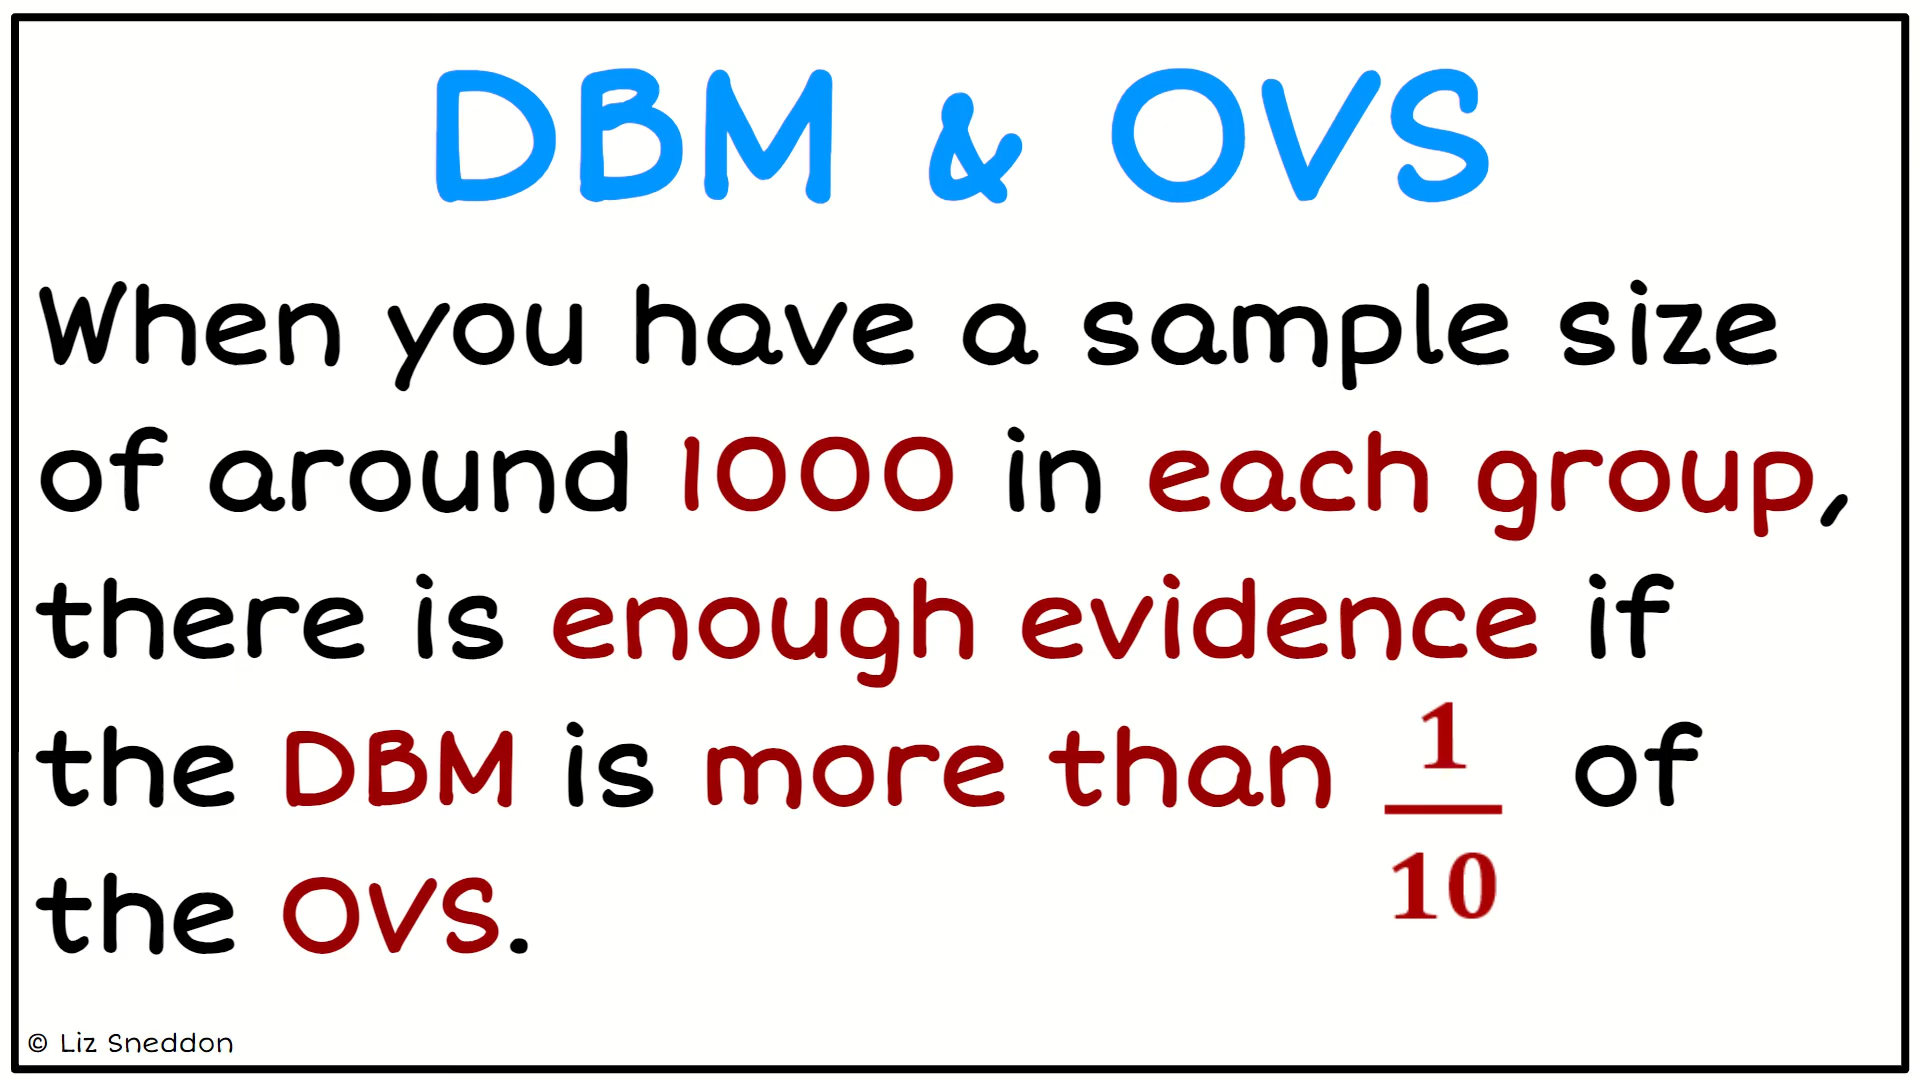 DBM & OVS
When you have a sample size
of around 1000 in each group,
there is enough evidence if
the DBM is more than 1/10 of
the OVS.
© Liz Sneddon